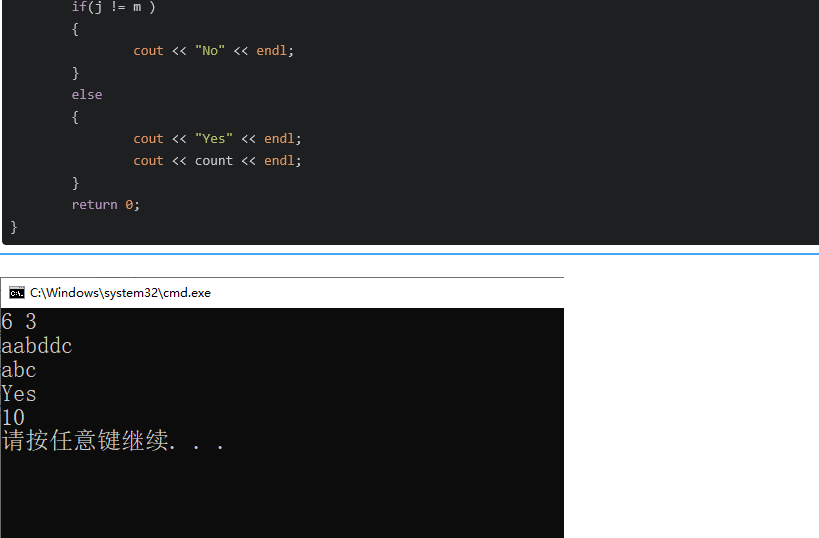 if(j != m )
{
cout << "No" << endl;
}
else
{
cout << "Yes" << endl;
cout << count << endl;
}
return 0;
}
C:\Windows\system32\cmd.exe
6 3
aabddc
abc
Yes
10
请按任意键继续. . .